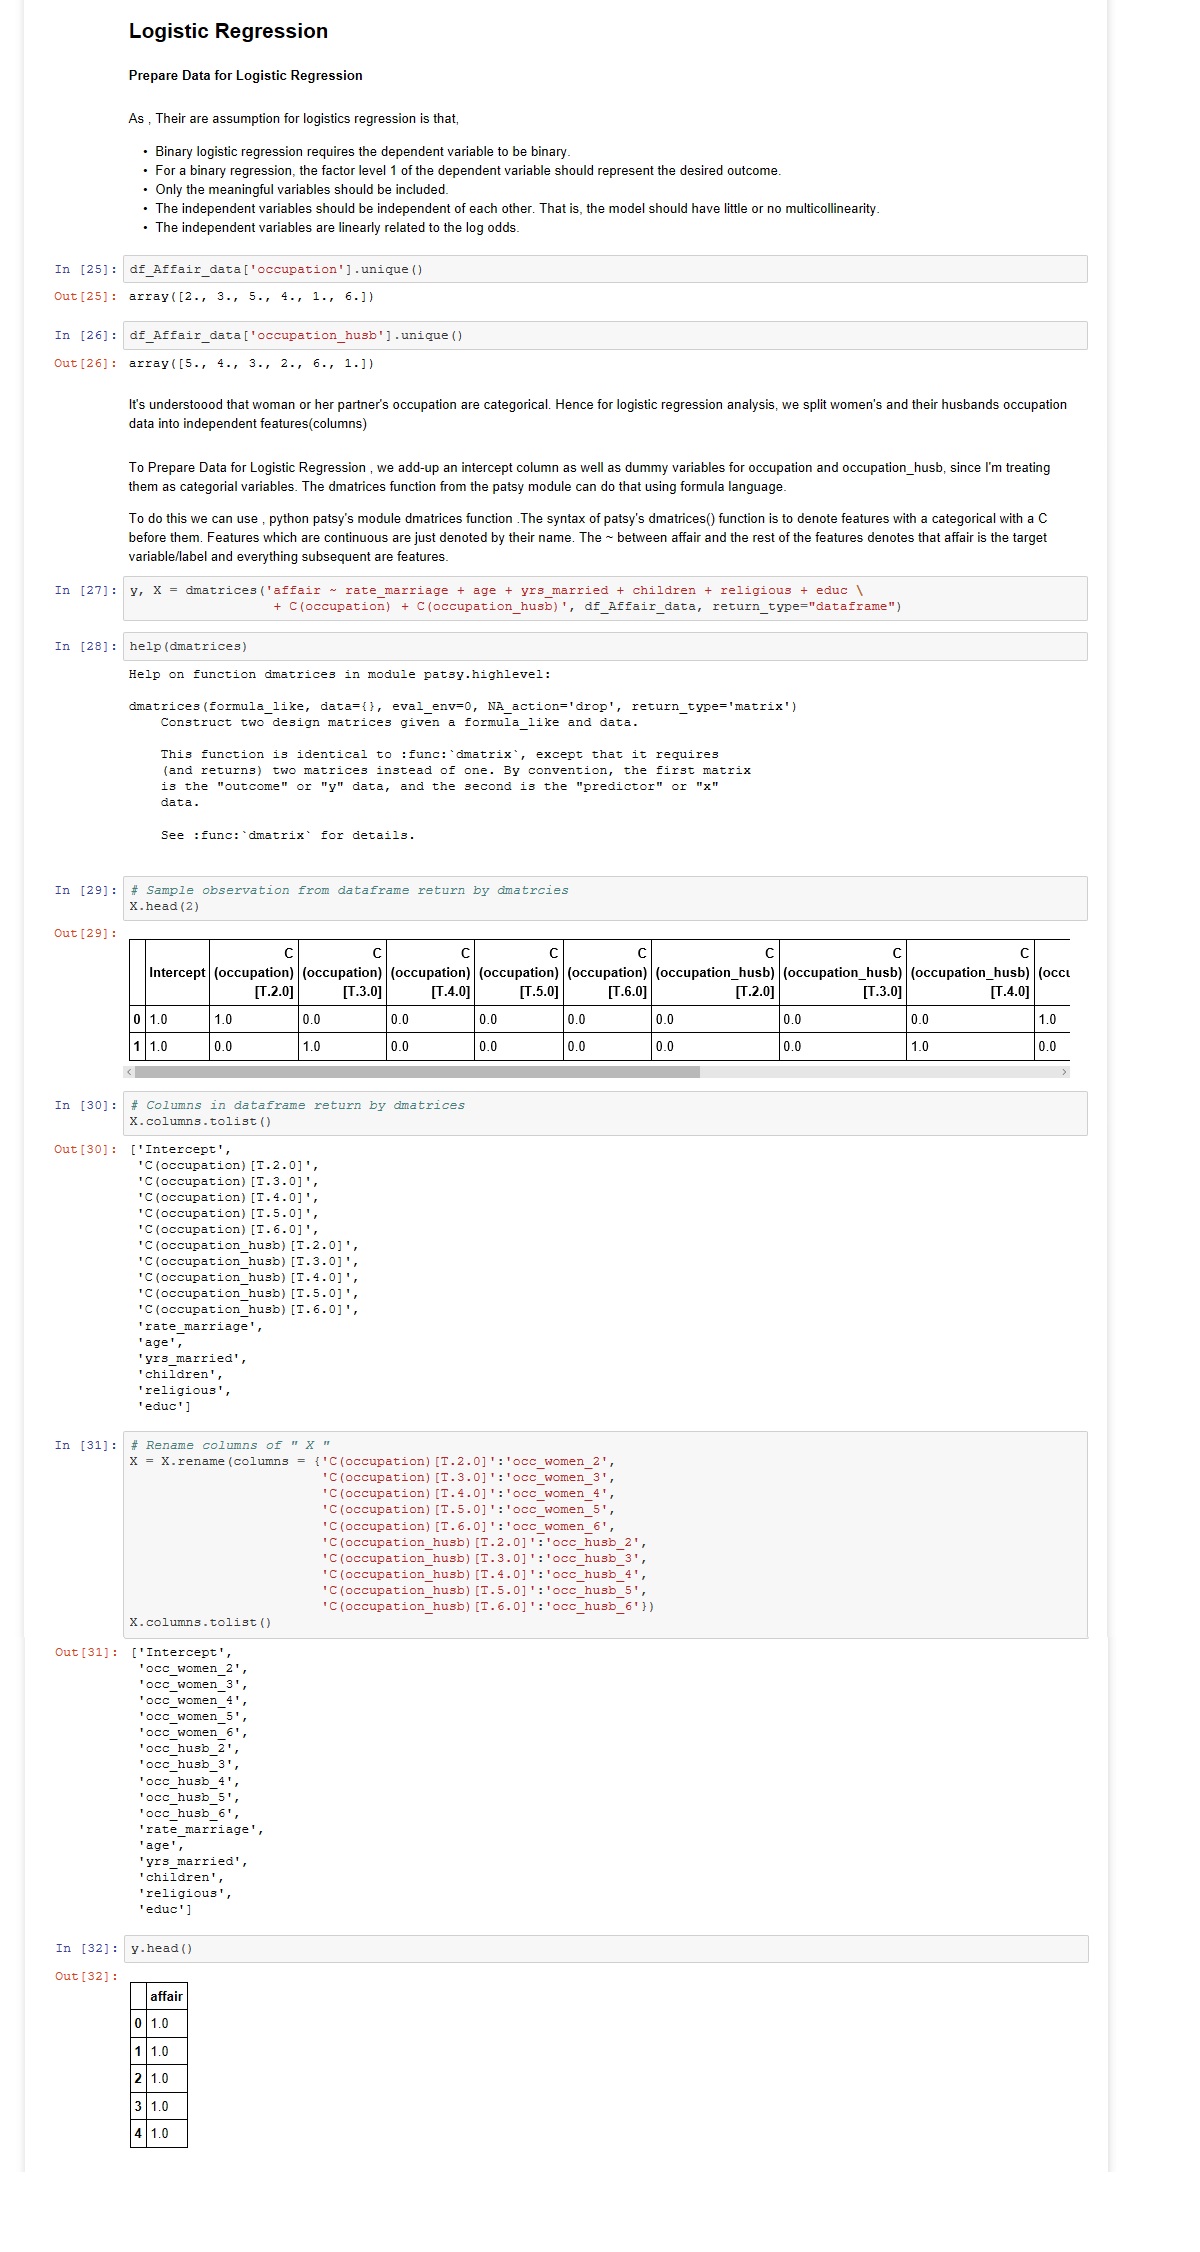 Logistic Regression
Prepare Data for Logistic Regression
As , Their are assumption for logistics regression is that,
• Binary logistic regression requires the dependent variable to be binary.
• For a binary regression, the factor level 1 of the dependent variable should represent the desired outcome.
• Only the meaningful variables should be included.
• The independent variables should be independent of each other. That is, the model should have little or no multicollinearity.
• The independent variables are linearly related to the log odds.
In [25]: df_Affair_data['occupation'].unique()
Out[25]: array([2., 3., 5., 4., 1., 6.])
In [26]: df_Affair_data['occupation_husb'].unique()
Out[26]: array([5., 4., 3., 2., 6., 1.])
It's understoood that woman or her partner's occupation are categorical. Hence for logistic regression analysis, we split women's and their husbands occupation
data into independent features(columns)
To Prepare Data for Logistic Regression , we add-up an intercept column as well as dummy variables for occupation and occupation_husb, since I'm treating
them as categorial variables. The dmatrices function from the patsy module can do that using formula language.
To do this we can use , python patsy's module dmatrices function .The syntax of patsy's dmatrices() function is to denote features with a categorical with a C
before them. Features which are continuous are just denoted by their name. The ~ between affair and the rest of the features denotes that affair is the target
variable/label and everything subsequent are features.
In [27]: y, X = dmatrices('affair ~ rate_marriage + age + yrs_married + children + religious + educ \
+ C(occupation) + C(occupation_husb)', df_Affair_data, return_type="dataframe")
In [28]: help(dmatrices)
Help on function dmatrices in module patsy.highlevel:
dmatrices(formula_like, data={}, eval_env=0, NA_action='drop', return_type='matrix')
Construct two design matrices given a formula_like and data.
This function is identical to :func:`dmatrix`, except that it requires
(and returns) two matrices instead of one. By convention, the first matrix
is the "outcome" or "y" data, and the second is the "predictor" or "x"
data.
See :func:`dmatrix` for details.
In [29]: # Sample observation from dataframe return by dmatrcies
X.head(2)
Out[29]:
C C C C C C C C
Intercept (occupation) (occupation) (occupation) (occupation) (occupation) (occupation_husb) (occupation_husb) (occupation_husb) (occu
[T.2.0] [T.3.0] [T.4.0] [T.5.0] [T.6.0] [T.2.0] [T.3.0] [T.4.0]
0 1.0 1.0 0.0 0.0 0.0 0.0 0.0 0.0 0.0 1.0
1 1.0 0.0 1.0 0.0 0.0 0.0 0.0 0.0 1.0 0.0
In [30]: # Columns in dataframe return by dmatrices
X.columns.tolist()
Out[30]: ['Intercept',
'C(occupation)[T.2.0]',
'C(occupation)[T.3.0]',
'C(occupation)[T.4.0]',
'C(occupation)[T.5.0]',
'C(occupation)[T.6.0]',
'C(occupation_husb)[T.2.0]',
'C(occupation_husb)[T.3.0]',
'C(occupation_husb)[T.4.0]',
'C(occupation_husb)[T.5.0]',
'C(occupation_husb)[T.6.0]',
'rate_marriage',
'age',
'yrs_married',
'children',
'religious',
'educ']
In [31]: # Rename columns of " X "
X = X.rename(columns = {'C(occupation)[T.2.0]':'occ_women_2',
'C(occupation)[T.3.0]':'occ_women_3',
'C(occupation)[T.4.0]':'occ_women_4',
'C(occupation)[T.5.0]':'occ_women_5',
'C(occupation)[T.6.0]':'occ_women_6',
'C(occupation_husb)[T.2.0]':'occ_husb_2',
'C(occupation_husb)[T.3.0]':'occ_husb_3',
'C(occupation_husb)[T.4.0]':'occ_husb_4',
'C(occupation_husb)[T.5.0]':'occ_husb_5',
'C(occupation_husb)[T.6.0]':'occ_husb_6'})
X.columns.tolist()
Out[31]: ['Intercept',
'occ_women_2',
'occ_women_3',
'occ_women_4',
'occ_women_5',
'occ_women_6',
'occ_husb_2',
'occ_husb_3',
'occ_husb_4',
'occ_husb_5',
'occ_husb_6',
'rate_marriage',
'age',
'yrs_married',
'children',
'religious',
'educ']
In [32]: y.head()
Out[32]:
affair
0 1.0
1 1.0
2 1.0
3 1.0
4 1.0